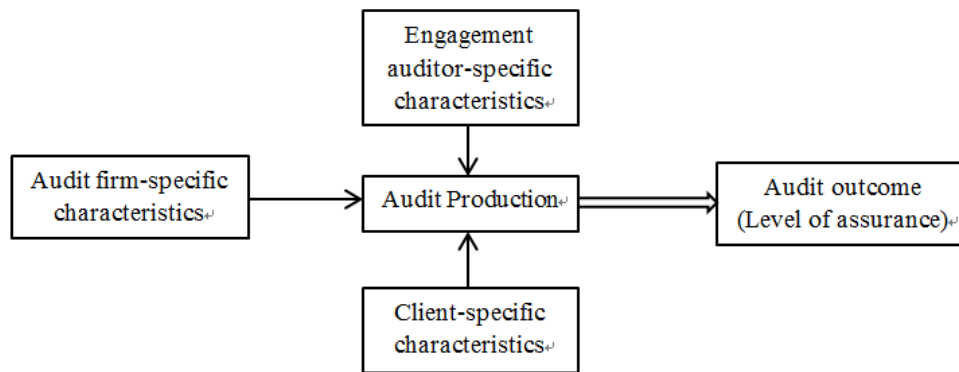 Engagement
auditor-specific
characteristics↵
Audit firm-specific
characteristics↵
Audit Production↵
Audit outcome
(Level of assurance)↵
Client-specific
characteristics↵